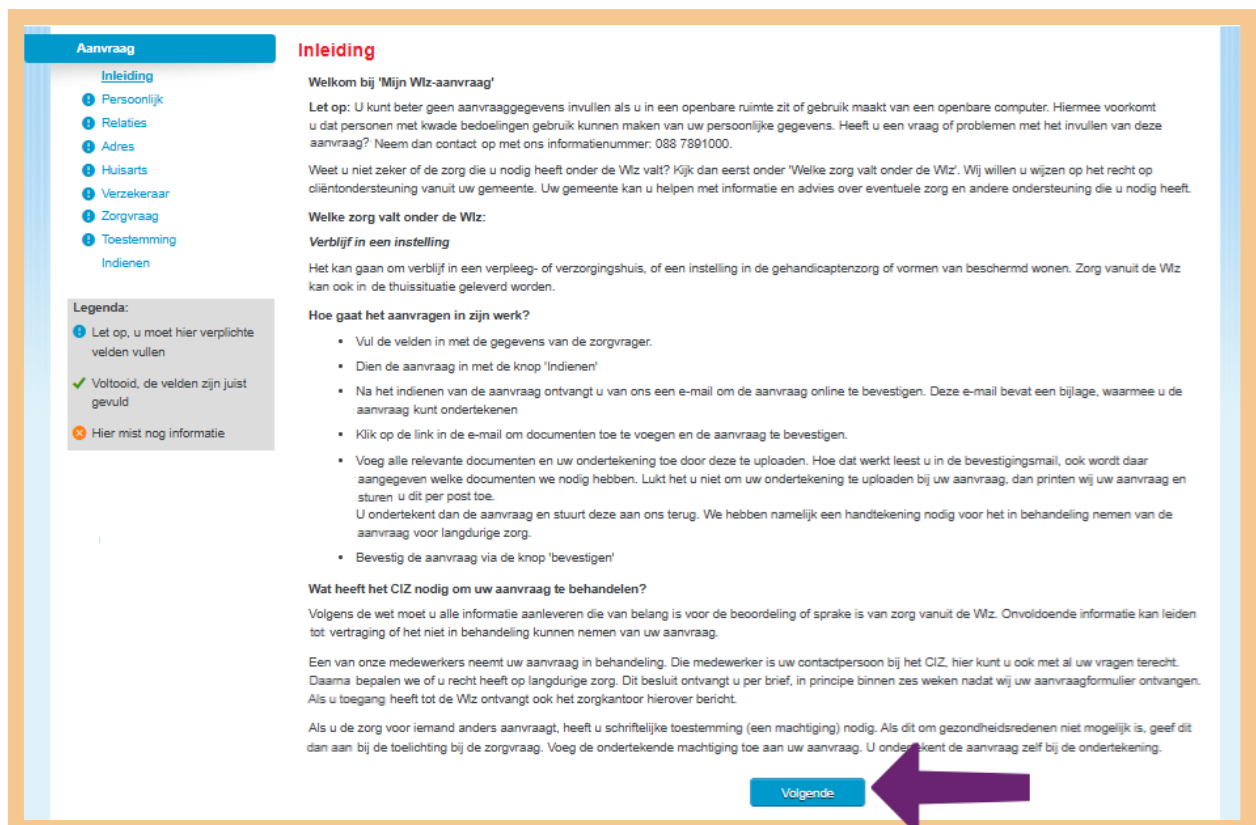 Aanvraag
Inleiding
Persoonlijk
Relaties
Adres
Huisarts
Verzekeraar
Zorgvraag
Toestemming
Indienen
Legenda:
Let op, u moet hier verplichte
velden vullen
Voltooid, de velden zijn juist
gevuld
Hier mist nog informatie
Inleiding
Welkom bij 'Mijn Wlz-aanvraag'
Let op: U kunt beter geen aanvraaggegevens invullen als u in een openbare ruimte zit of gebruik maakt van een openbare computer. Hiermee voorkomt
u dat personen met kwade bedoelingen gebruik kunnen maken van uw persoonlijke gegevens. Heeft u een vraag of problemen met het invullen van deze
aanvraag? Neem dan contact op met ons informatienummer: 088 7891000.
Weet u niet zeker of de zorg die u nodig heeft onder de Wlz valt? Kijk dan eerst onder 'Welke zorg valt onder de Wlz'. Wij willen u wijzen op het recht op
cliëntondersteuning vanuit uw gemeente. Uw gemeente kan u helpen met informatie en advies over eventuele zorg en andere ondersteuning die u nodig heeft.
Welke zorg valt onder de Wlz:
Verblijf in een instelling
Het kan gaan om verblijf in een verpleeg- of verzorgingshuis, of een instelling in de gehandicaptenzorg of vormen van beschermd wonen. Zorg vanuit de Wlz
kan ook in de thuissituatie geleverd worden.
Hoe gaat het aanvragen in zijn werk?
▪ Vul de velden in met de gegevens van de zorgvrager.
▪ Dien de aanvraag in met de knop 'Indienen'
▪ Na het indienen van de aanvraag ontvangt u van ons een e-mail om de aanvraag online te bevestigen. Deze e-mail bevat een bijlage, waarmee u de
aanvraag kunt ondertekenen
▪ Klik op de link in de e-mail om documenten toe te voegen en de aanvraag te bevestigen.
▪ Voeg alle relevante documenten en uw ondertekening toe door deze te uploaden. Hoe dat werkt leest u in de bevestigingsmail, ook wordt daar
aangegeven welke documenten we nodig hebben. Lukt het u niet om uw ondertekening te uploaden bij uw aanvraag, dan printen wij uw aanvraag en
sturen u dit per post toe.
U ondertekent dan de aanvraag en stuurt deze aan ons terug. We hebben namelijk een handtekening nodig voor het in behandeling nemen van de
aanvraag voor langdurige zorg.
▪ Bevestig de aanvraag via de knop 'bevestigen'
Wat heeft het CIZ nodig om uw aanvraag te behandelen?
Volgens de wet moet u alle informatie aanleveren die van belang is voor de beoordeling of sprake is van zorg vanuit de Wlz. Onvoldoende informatie kan leiden
tot vertraging of het niet in behandeling kunnen nemen van uw aanvraag.
Een van onze medewerkers neemt uw aanvraag in behandeling. Die medewerker is uw contactpersoon bij het CIZ, hier kunt u ook met al uw vragen terecht.
Daarna bepalen we of u recht heeft op langdurige zorg. Dit besluit ontvangt u per brief, in principe binnen zes weken nadat wij uw aanvraagformulier ontvangen.
Als u toegang heeft tot de Wlz ontvangt ook het zorgkantoor hierover bericht.
Als u de zorg voor iemand anders aanvraagt, heeft u schriftelijke toestemming (een machtiging) nodig. Als dit om gezondheidsredenen niet mogelijk is, geef dit
dan aan bij de toelichting bij de zorgvraag. Voeg de ondertekende machtiging toe aan uw aanvraag. U ondertekent de aanvraag zelf bij de ondertekening.
Volgende